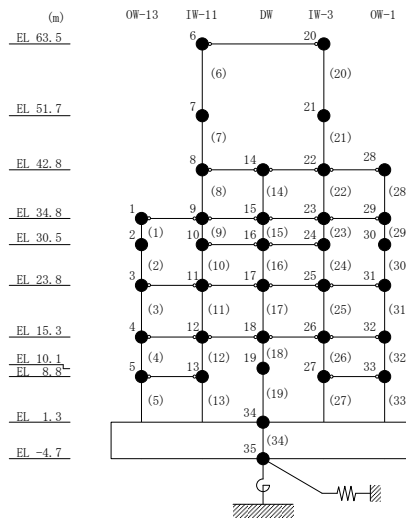 (m) OW-13 IW-11 DW IW-3 OW-1
EL 63.5 6 20
(6) (20)
EL 51.7 7 21
(7) (21)
EL 42.8 8 14 22 28
(8) (14) (22) (28
EL 34.8 1 9 15 23 29
(1) (9) (15) (23) (29
EL 30.5 2 10 16 24 30
(2) (10) (16) (24) (30
EL 23.8 3 11 17 25 31
(3) (11) (17) (25) (31
EL 15.3 4 12 18 26 32
(4) (12) (18) (26) (32
EL 10.1 19
EL 8.8 5 13 27 33
(5) (13) (19) (27) (33
EL 1.3 34
(34)
EL -4.7 35